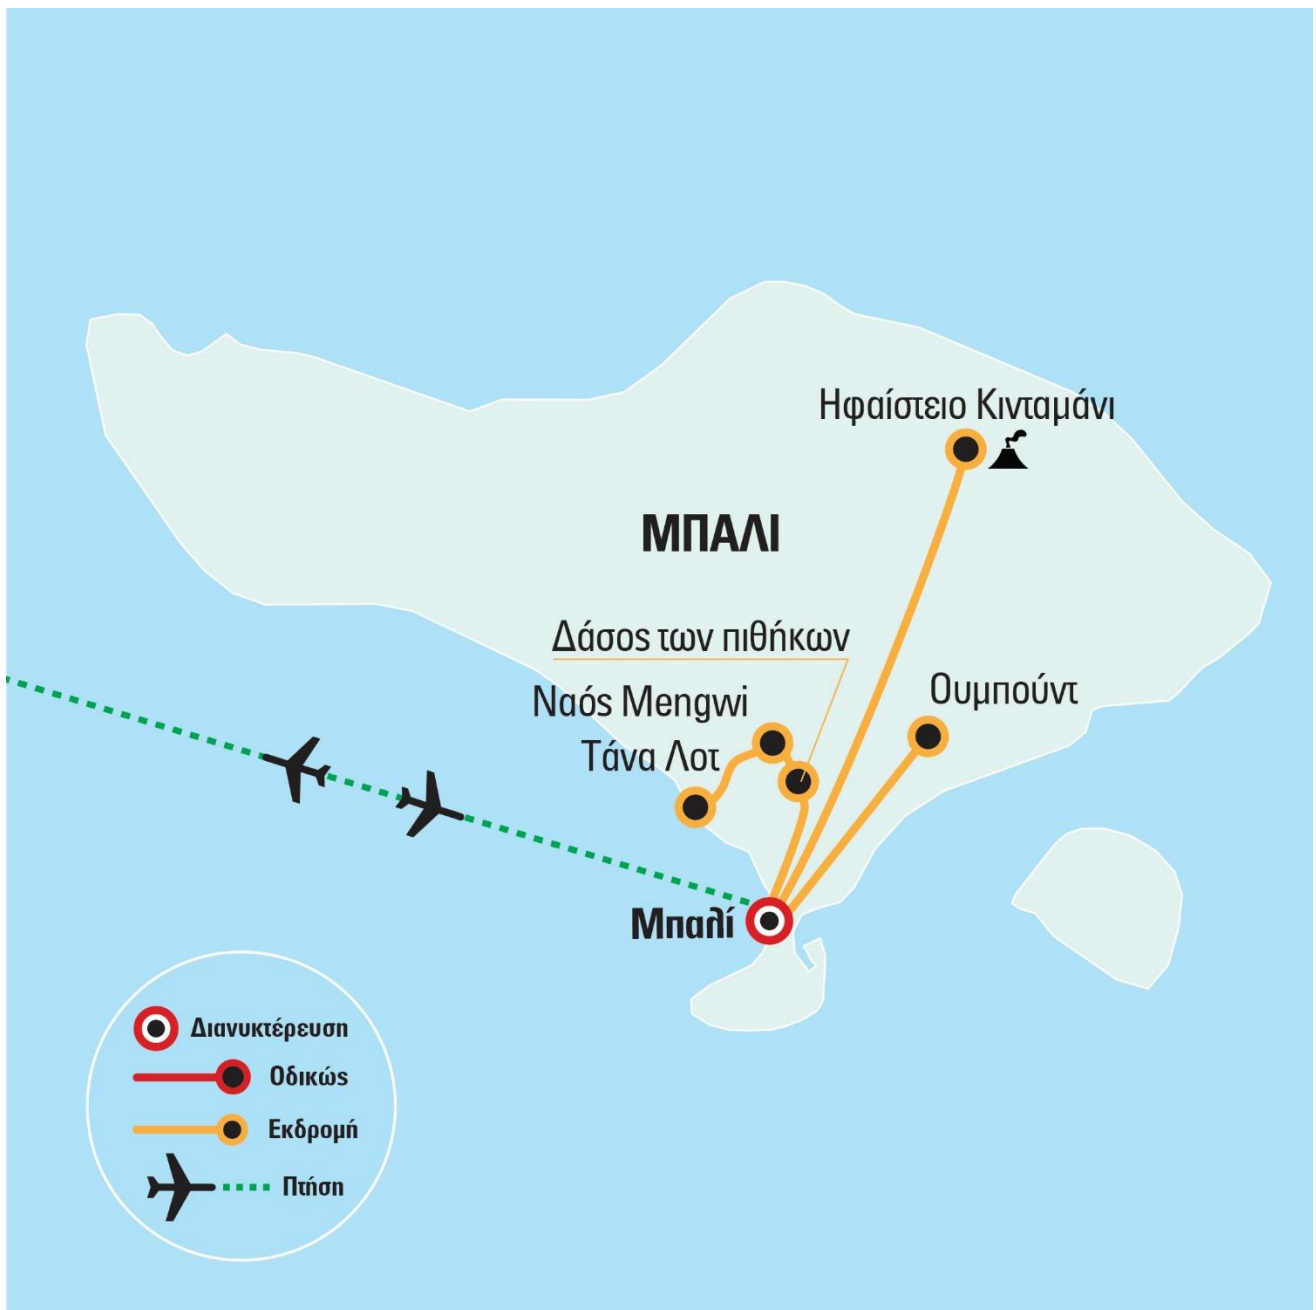 Ηφαίστειο Κινταμάνι
ΜΠΑΛΙ
Δάσος των πιθήκων
Ναός Mengwi
Ουμπούντ
Τάνα Λοτ
Μπαλί
Διανυκτέρευση
Οδικώς
Εκδρομή
Πτήση